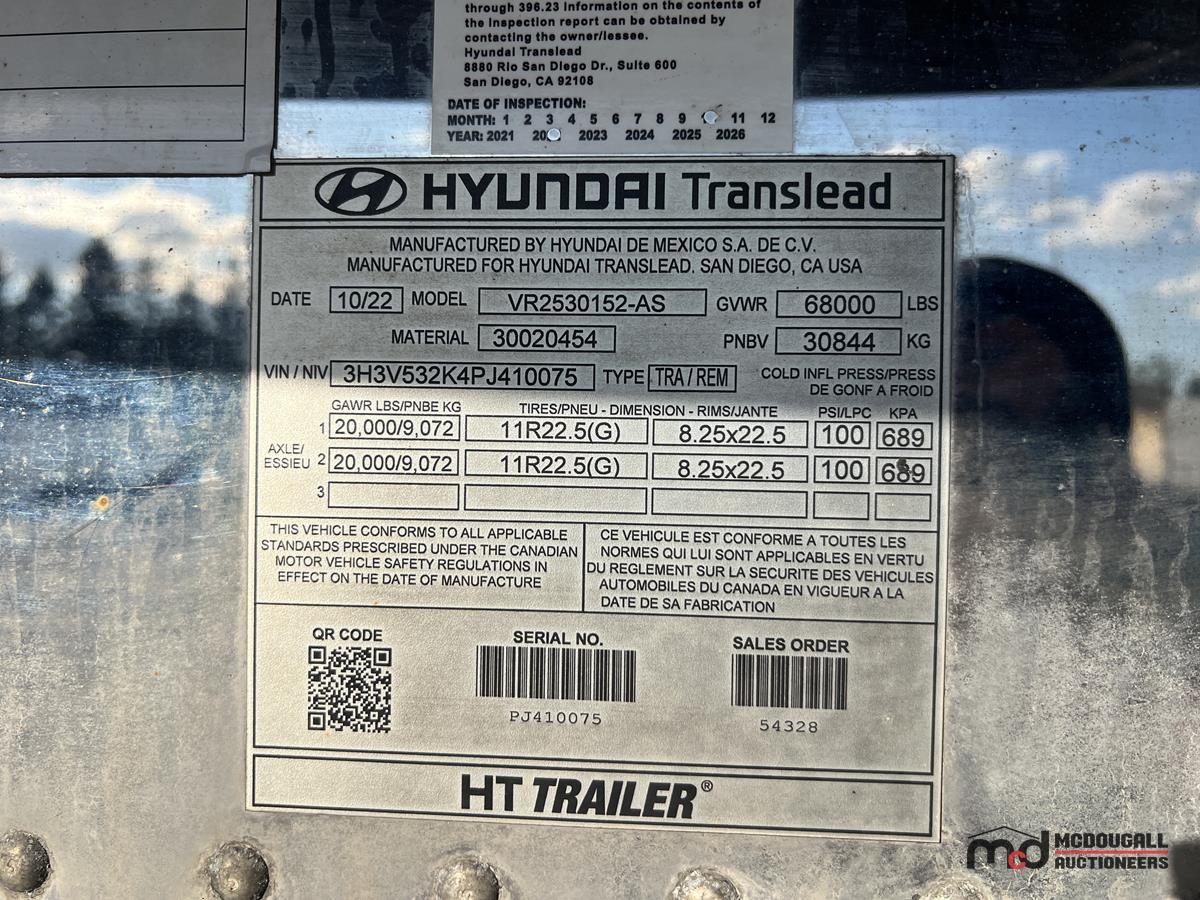 through 396.23 Information on the contents of
the Inspection report can be obtained by
contacting the owner/lessee.
Hyundai Translead
8880 Rio San Diego Dr., Suite 600
San Diego, CA 92108
DATE OF INSPECTION:
MONTH: 1 2 3 4 5 6 7 8 9 11 12
YEAR: 2021 2023 2024 2025 2026
HYUNDAI Translead
MANUFACTURED BY HYUNDAI DE MEXICO S.A. DE C.V.
MANUFACTURED FOR HYUNDAI TRANSLEAD. SAN DIEGO, CA USA
DATE 10/22 MODEL VR2530152-AS GVWR 68000 LBS
MATERIAL 30020454 PNBV 30844 KG
VIN / NIV 3H3V532K4PJ410075 TYPE TRA / REM COLD INFL PRESS/PRESS
DE GONF A FROID
GAWR LBS/PNBE KG TIRES/PNEU - DIMENSION - RIMS/JANTE PSI/LPC KPA
1 20,000/9,072 11R22.5(G) 8.25x22.5 100 689
AXLE/
ESSIEU 2 20,000/9,072 11R22.5(G) 8.25x22.5 100 689
3
THIS VEHICLE CONFORMS TO ALL APPLICABLE
STANDARDS PRESCRIBED UNDER THE CANADIAN
MOTOR VEHICLE SAFETY REGULATIONS IN
EFFECT ON THE DATE OF MANUFACTURE
CE VEHICULE EST CONFORME A TOUTES LES
NORMES QUI LUI SONT APPLICABLES EN VERTU
DU REGLEMENT SUR LA SECURITE DES VEHICULES
AUTOMOBILES DU CANADA EN VIGUEUR A LA
DATE DE SA FABRICATION
QR CODE SERIAL NO. SALES ORDER
PJ410075 54328
HT TRAILER®
mcd MCDOUGALL
AUCTIONEERS